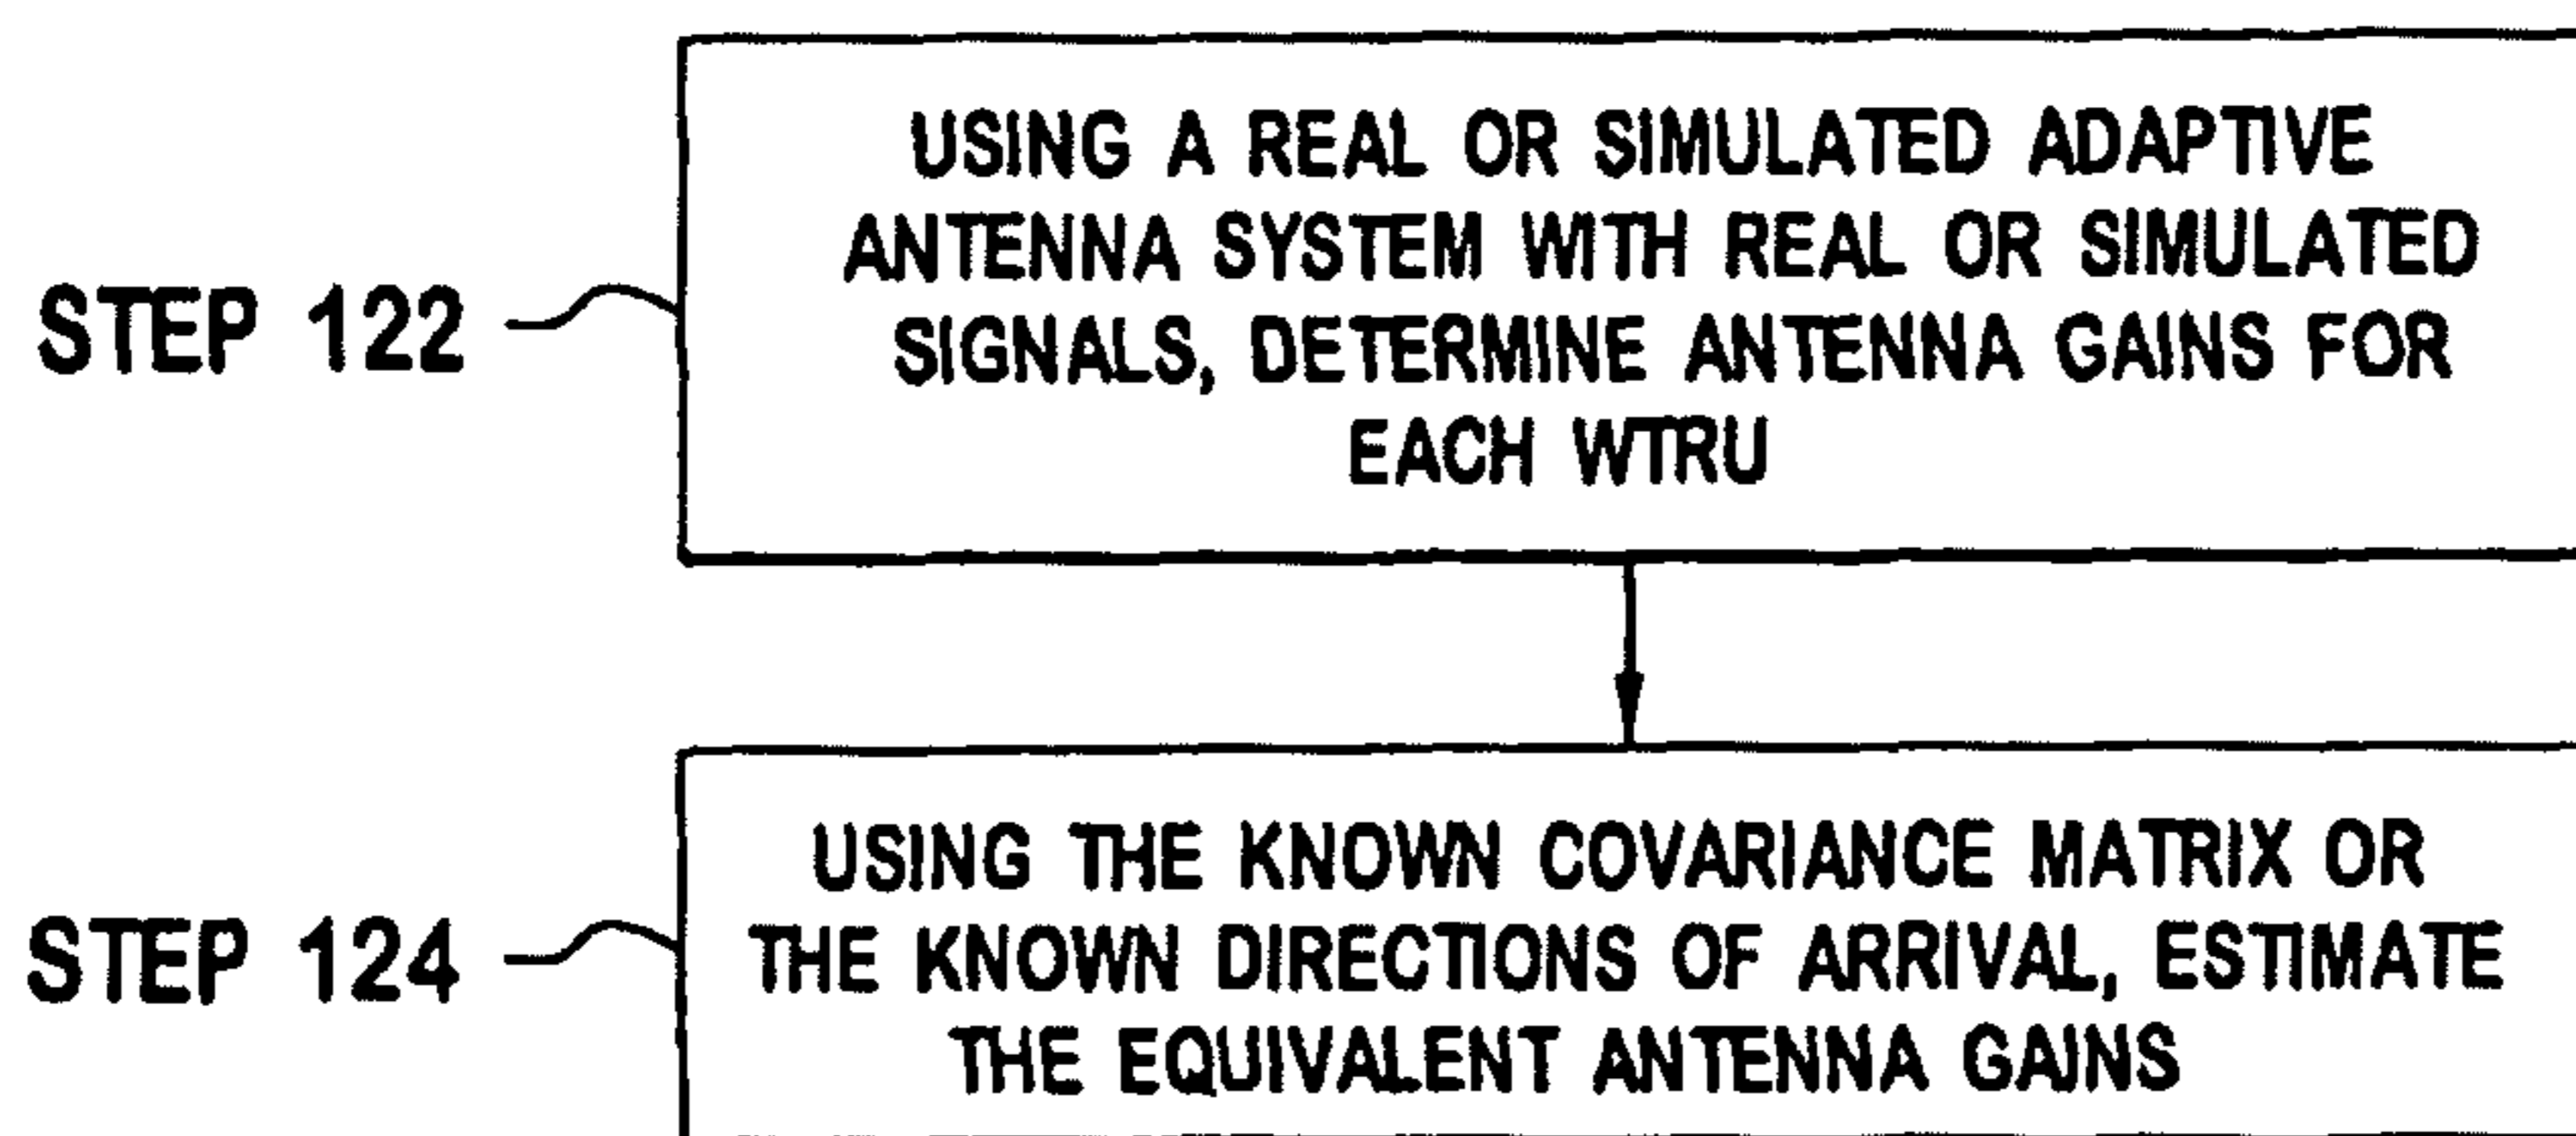 USING A REAL OR SIMULATED ADAPTIVE
ANTENNA SYSTEM WITH REAL OR SIMULATED
SIGNALS, DETERMINE ANTENNA GAINS FOR
EACH WTRU
STEP 122
USING THE KNOWN COVARIANCE MATRIX OR
THE KNOWN DIRECTIONS OF ARRIVAL, ESTIMATE
THE EQUIVALENT ANTENNA GAINS
STEP 124